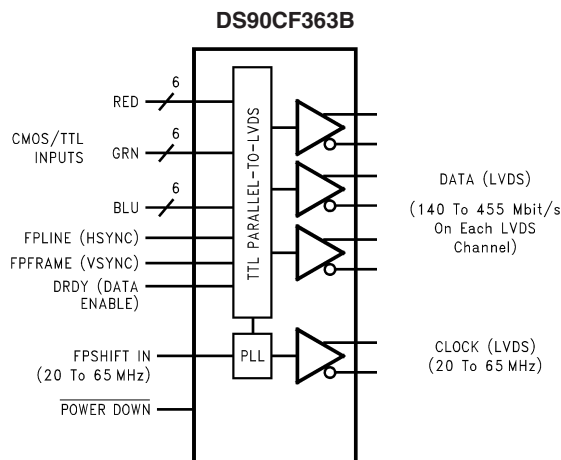 DS90CF363B
RED
6
CMOS/TTL
INPUTS
GRN
6
BLU
6
FPLINE (HSYNC)
FPFRAME (VSYNC)
DRDY (DATA
ENABLE)
FPSHIFT IN
(20 To 65 MHz)
POWER DOWN
TTL PARALLEL-TO-LVDS
PLL
DATA (LVDS)
(140 To 455 Mbit/s
On Each LVDS
Channel)
CLOCK (LVDS)
(20 To 65 MHz)